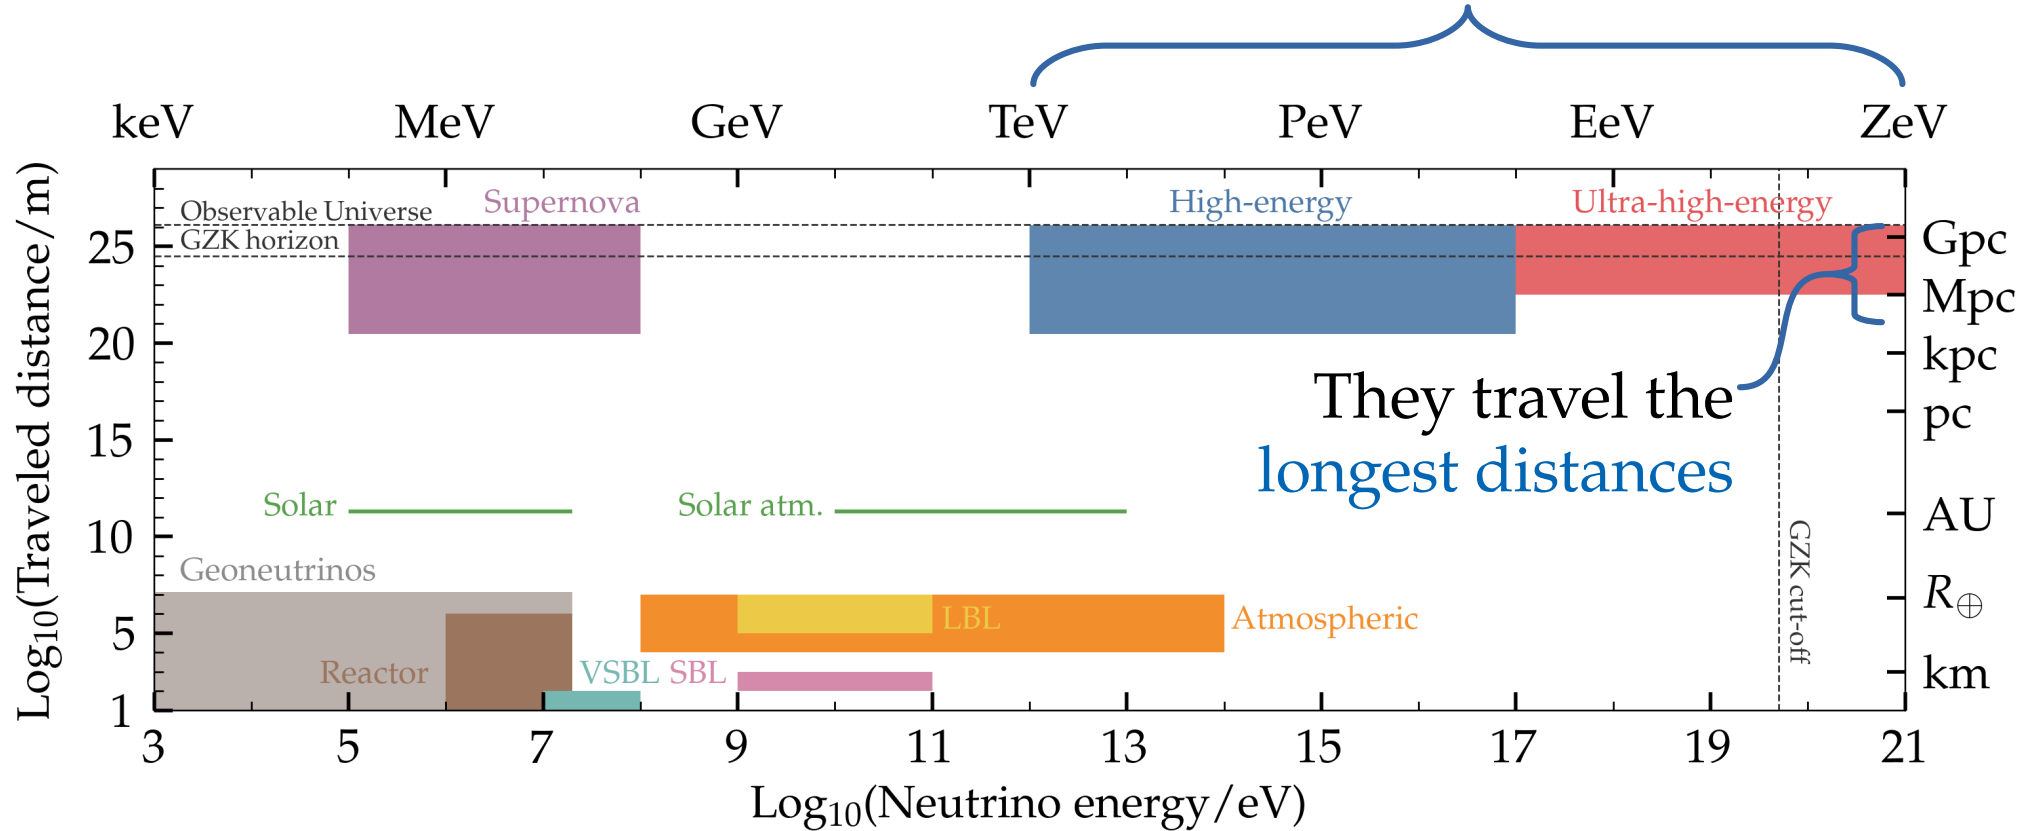 keV MeV GeV TeV PeV EeV ZeV
Log₁₀(Traveled distance/m)
25
20
15
10
5
1
Observable Universe
GZK horizon
Supernova
High-energy
Ultra-high-energy
Gpc
Mpc
kpc
pc
AU
R⊕
km
They travel the
longest distances
Solar
Solar atm.
GZK cut-off
Geoneutrinos
LBL
Atmospheric
Reactor
VSBL
SBL
3 5 7 9 11 13 15 17 19 21
Log₁₀(Neutrino energy/eV)